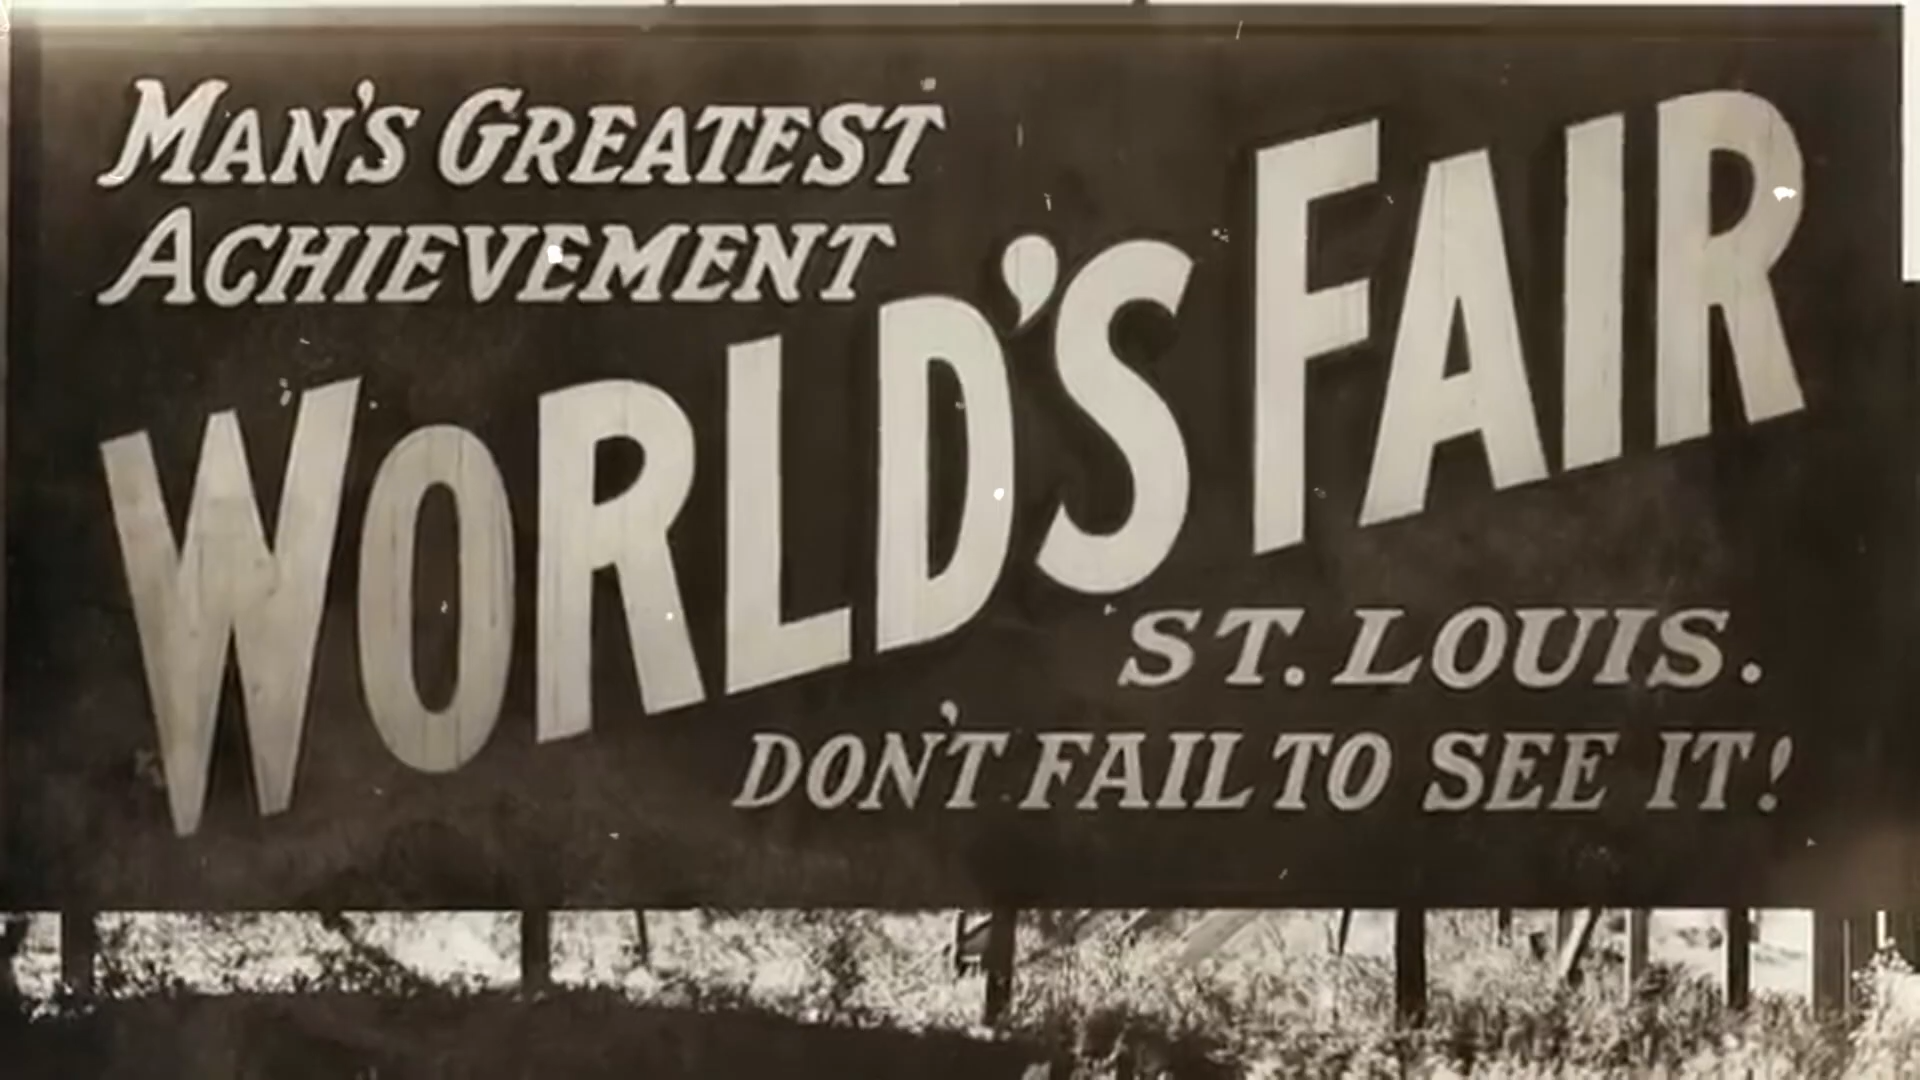 MAN'S GREATEST
ACHIEVEMENT
WORLD'S FAIR
ST. LOUIS.
DON'T FAIL TO SEE IT!